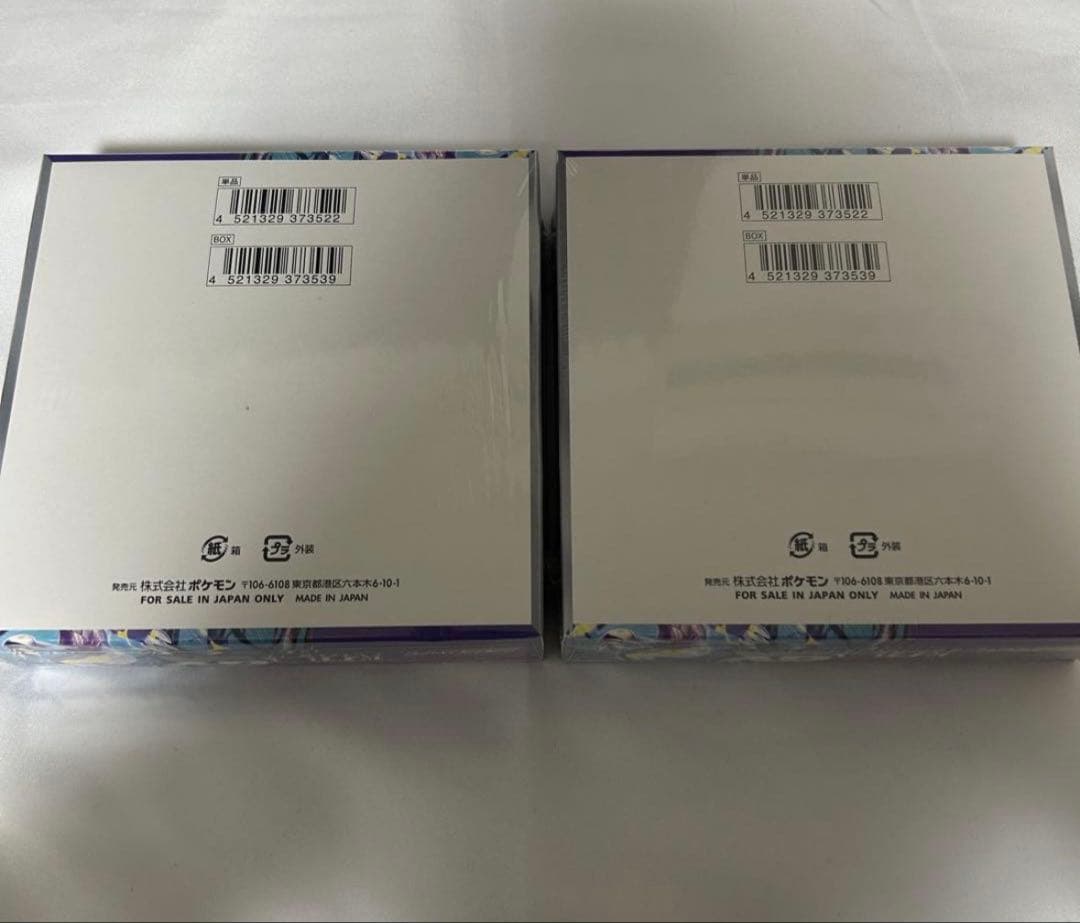 単品
4 521329 373522
BOX
4 521329 373539
紙 箱 プラ 外装
発売元 株式会社 ポケモン 〒106-6108 東京都港区六本木6-10-1
FOR SALE IN JAPAN ONLY MADE IN JAPAN
単品
4 521329 373522
BOX
4 521329 373539
紙 箱 プラ 外装
発売元 株式会社 ポケモン 〒106-6108 東京都港区六本木6-10-1
FOR SALE IN JAPAN ONLY MADE IN JAPAN